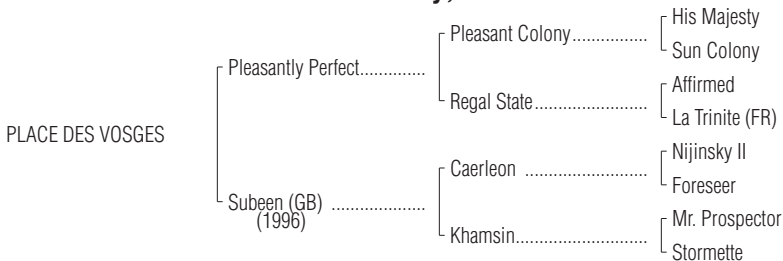 His Majesty
Pleasant Colony..................
Sun Colony
Pleasantly Perfect..............
Affirmed
Regal State...........................
La Trinite (FR)
PLACE DES VOSGES
Nijinsky II
Caerleon ............................
Foreseer
Subeen (GB) .....................
(1996)
Mr. Prospector
Khamsin................................
Stormette